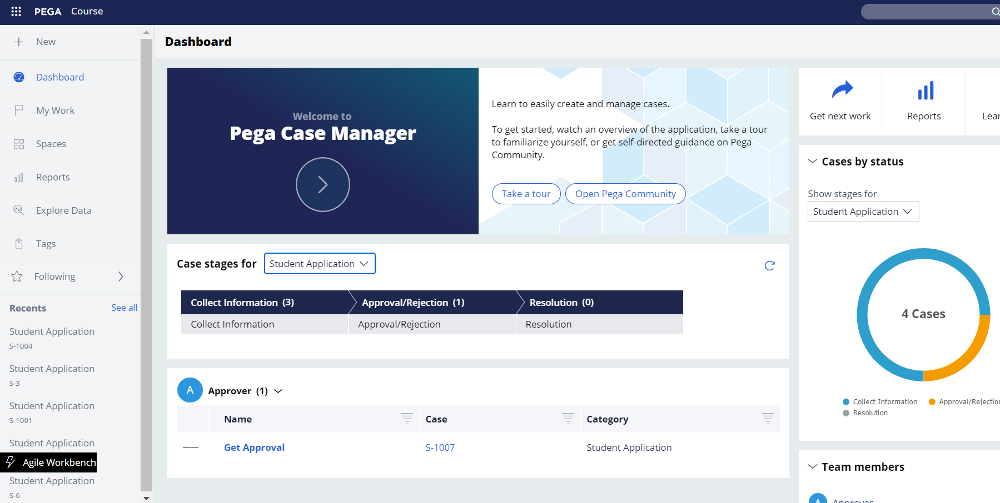 PEGA Course
New
Dashboard
My Work
Spaces
Reports
Explore Data
Tags
Following
Recents See all
Student Application
S-1004
Student Application
S-3
Student Application
S-1001
Student Application
Agile Workbench
Student Application
S-6
Dashboard
Welcome to
Pega Case Manager
Learn to easily create and manage cases.
To get started, watch an overview of the application, take a tour
to familiarize yourself, or get self-directed guidance on Pega
Community.
Take a tour Open Pega Community
Case stages for Student Application
Collect Information (3) Approval/Rejection (1) Resolution (0)
Collect Information Approval/Rejection Resolution
A Approver (1)
Name Case Category
Get Approval S-1007 Student Application
Get next work Reports
Cases by status
Show stages for
Student Application
4 Cases
Collect Information Approval/Rejection
Resolution
Team members
A Approver